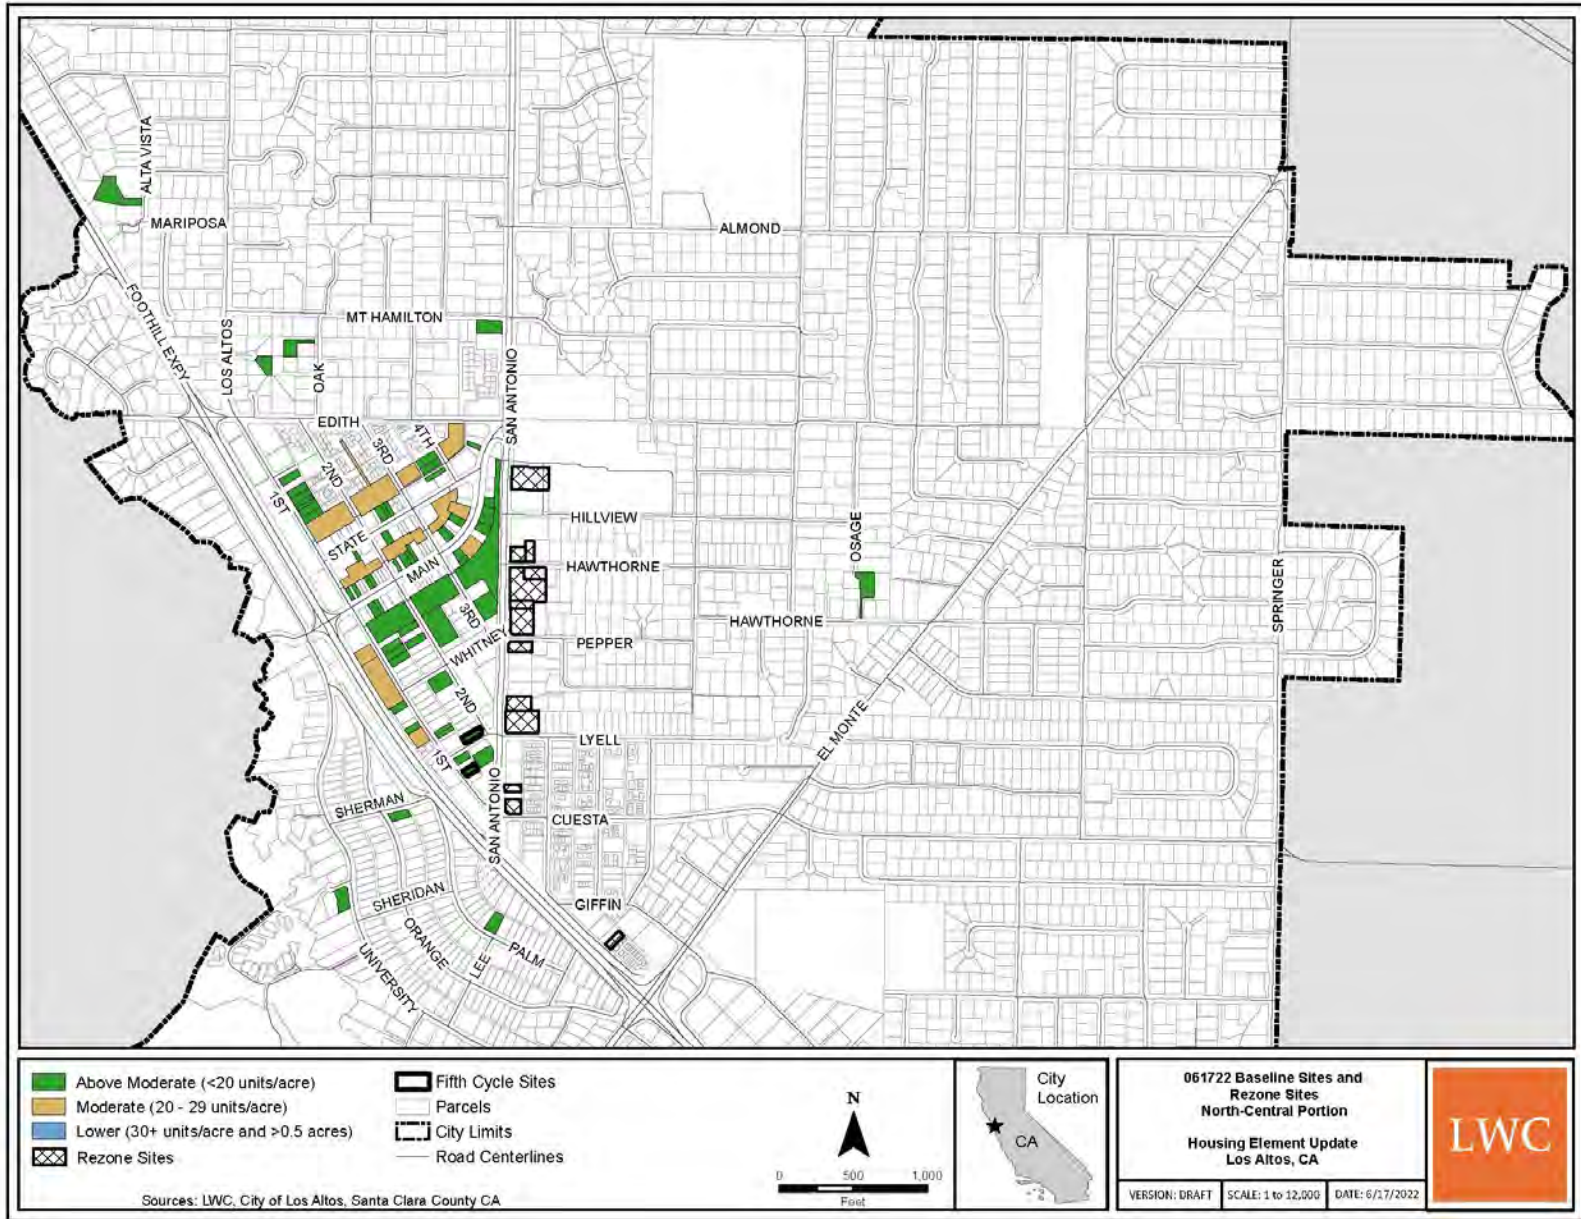 ALTA VISTA
MARIPOSA
ALMOND
FOOTHILL EXPY
LOS ALTOS
MT HAMILTON
OAK
SAN ANTONIO
EDITH
4TH
3RD
2ND
1ST
STATE
MAIN
HILLVIEW
OSAGE
HAWTHORNE
HAWTHORNE
3RD
WHITNEY
PEPPER
SPRINGER
2ND
EL MONTE
LYELL
1ST
SAN ANTONIO
SHERMAN
CUESTA
SHERIDAN
GIFFIN
ORANGE
LEE
PALM
UNIVERSITY
Above Moderate (<20 units/acre)
Moderate (20 - 29 units/acre)
Lower (30+ units/acre and >0.5 acres)
Rezone Sites
Fifth Cycle Sites
Parcels
City Limits
Road Centerlines
Sources: LWC, City of Los Altos, Santa Clara County CA
N
0 500 1,000
Feet
City
Location
CA
061722 Baseline Sites and
Rezone Sites
North-Central Portion
Housing Element Update
Los Altos, CA
VERSION: DRAFT
SCALE: 1 to 12,000
DATE: 6/17/2022
LWC